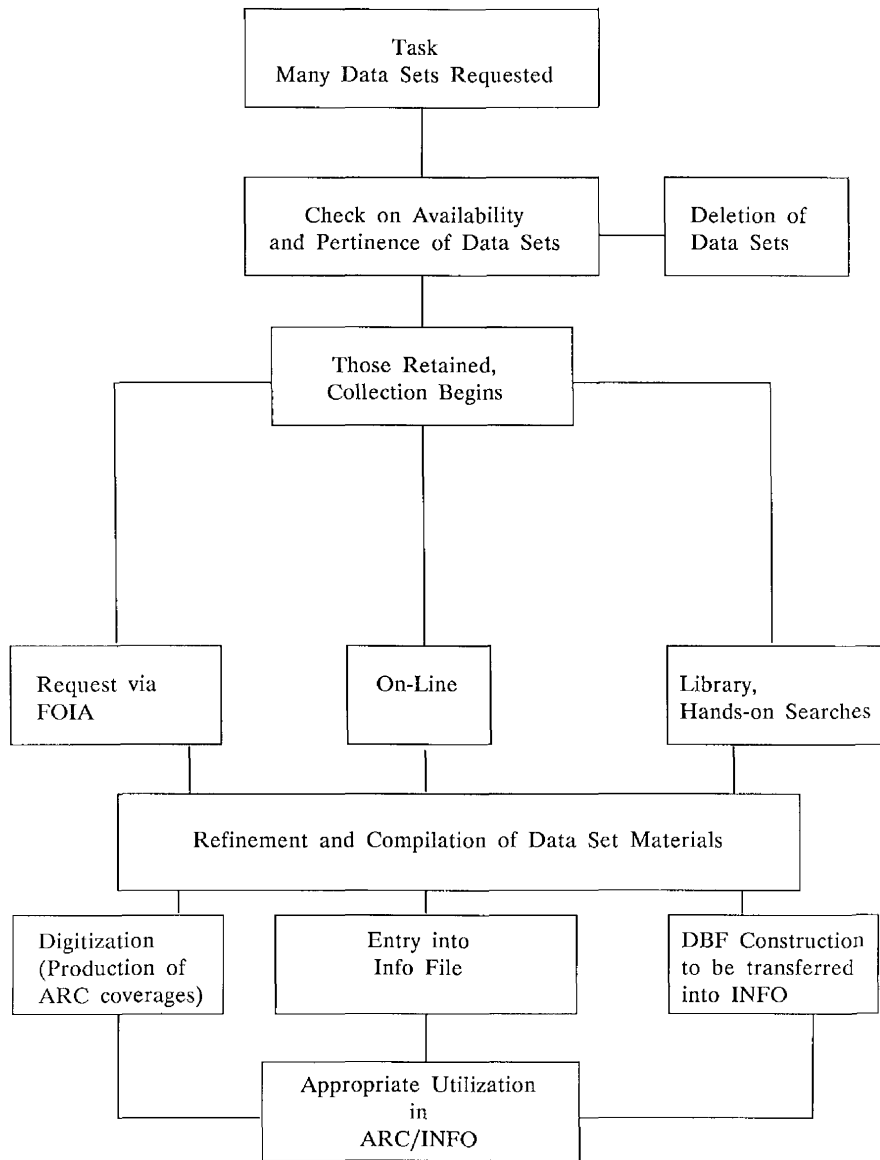 Task
Many Data Sets Requested
Check on Availability
and Pertinence of Data Sets
Deletion of
Data Sets
Those Retained,
Collection Begins
Request via
FOIA
On-Line
Library,
Hands-on Searches
Refinement and Compilation of Data Set Materials
Digitization
(Production of
ARC coverages)
Entry into
Info File
DBF Construction
to be transferred
into INFO
Appropriate Utilization
in
ARC/INFO